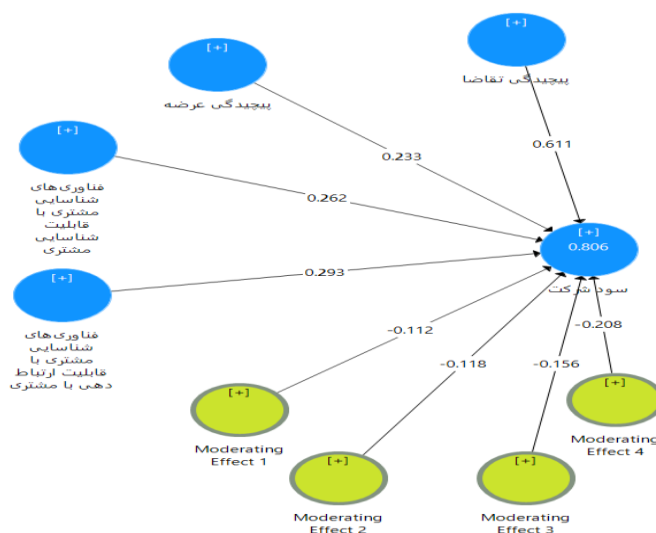 [+]
پیچیدگی تقاضا
[+]
پیچیدگی عرضه
0.611
0.233
[+]
فناوری‌های
شناسایی
مشتری با
قابلیت
شناسایی
مشتری
0.262
[+]
0.806
سود شرکت
[+]
فناوری‌های
شناسایی
مشتری با
قابلیت ارتباط
دهی با مشتری
0.293
-0.112
-0.118
-0.156
-0.208
[+]
Moderating
Effect 1
[+]
Moderating
Effect 2
[+]
Moderating
Effect 3
[+]
Moderating
Effect 4